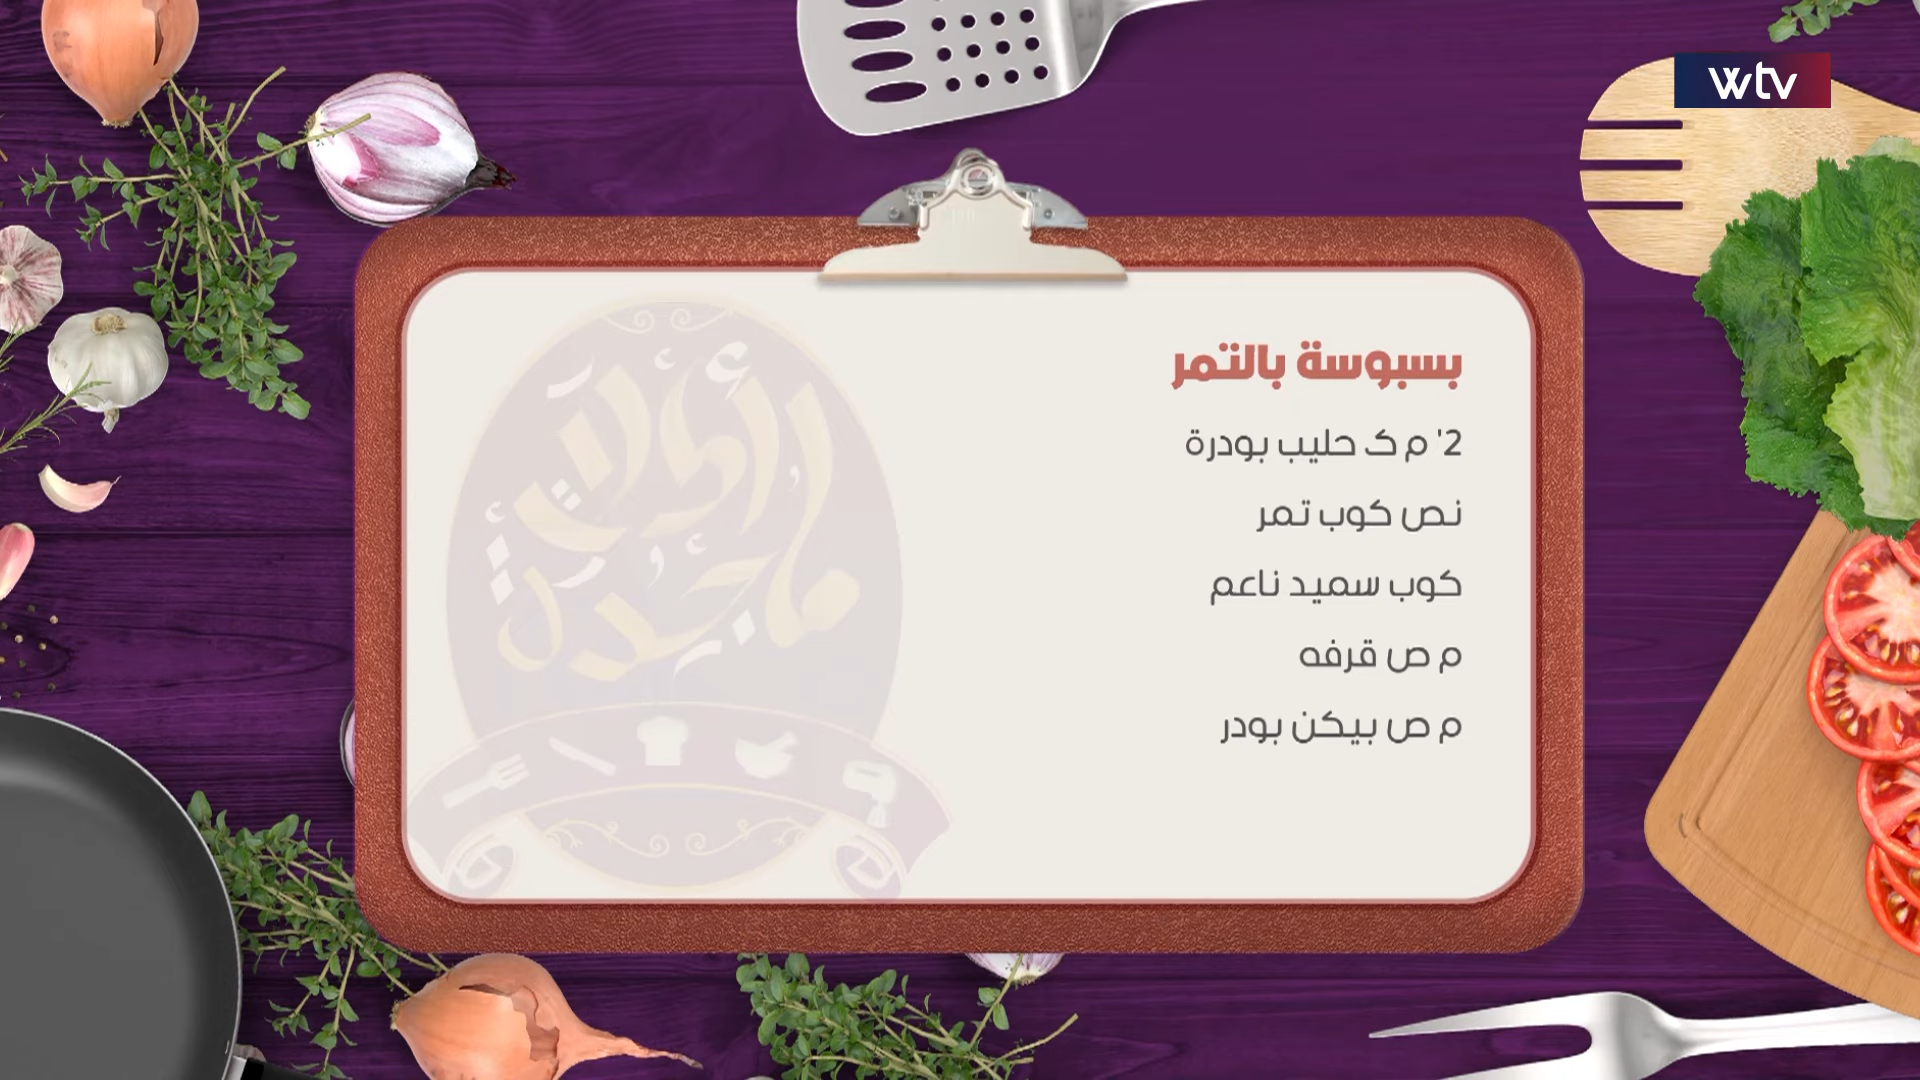 wtv
بسبوسة بالتمر
2' م ك حليب بودرة
نص كوب تمر
كوب سميد ناعم
م ص قرفه
م ص بيكن بودر